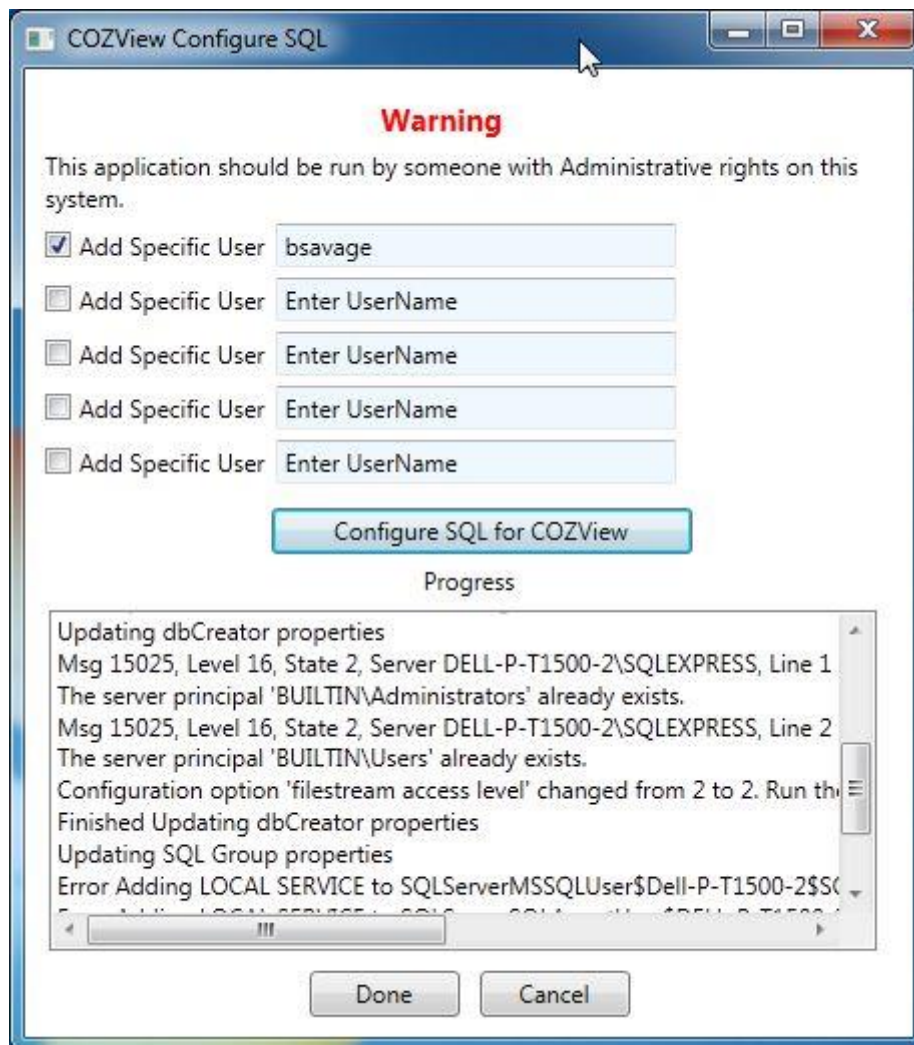 COZView Configure SQL
Warning
This application should be run by someone with Administrative rights on this
system.
Add Specific User bsavage
Add Specific User Enter UserName
Add Specific User Enter UserName
Add Specific User Enter UserName
Add Specific User Enter UserName
Configure SQL for COZView
Progress
Updating dbCreator properties
Msg 15025, Level 16, State 2, Server DELL-P-T1500-2\SQLEXPRESS, Line 1
The server principal 'BUILTIN\Administrators' already exists.
Msg 15025, Level 16, State 2, Server DELL-P-T1500-2\SQLEXPRESS, Line 2
The server principal 'BUILTIN\Users' already exists.
Configuration option 'filestream access level' changed from 2 to 2. Run the
Finished Updating dbCreator properties
Updating SQL Group properties
Error Adding LOCAL SERVICE to SQLServerMSSQLUser$Dell-P-T1500-2$S
Done Cancel